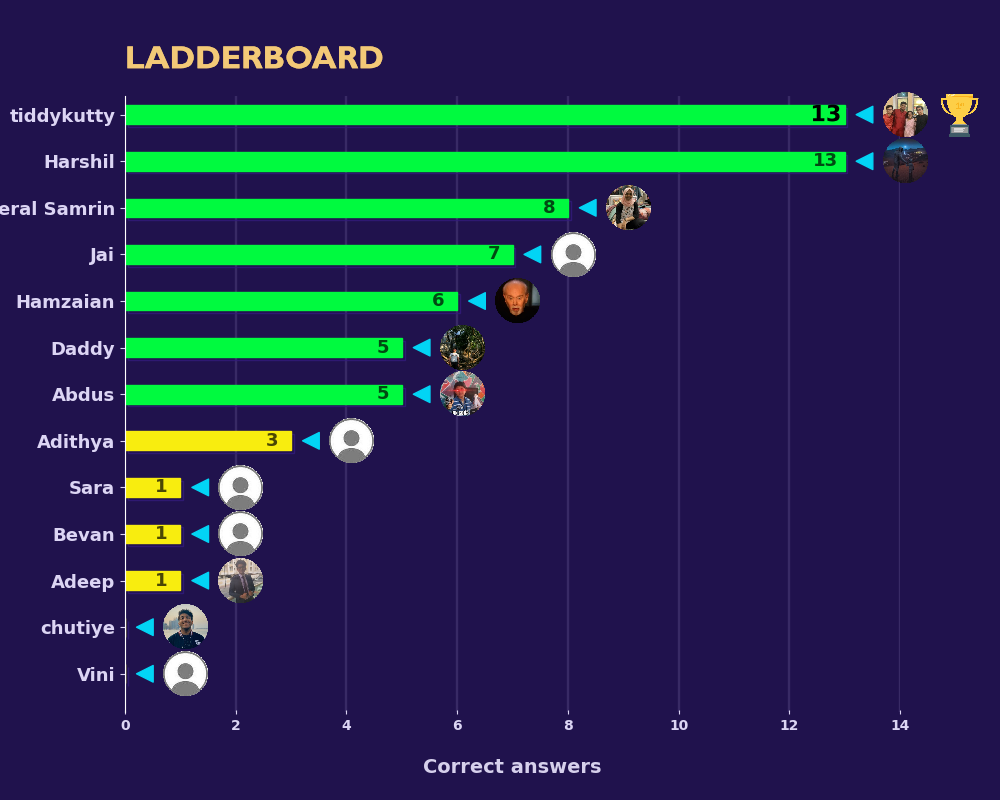 LADDERBOARD
tiddykutty 13
Harshil 13
eral Samrin 8
Jai 7
Hamzaian 6
Daddy 5
Abdus 5
Adithya 3
Sara 1
Bevan 1
Adeep 1
chutiye
Vini
0 2 4 6 8 10 12 14
Correct answers